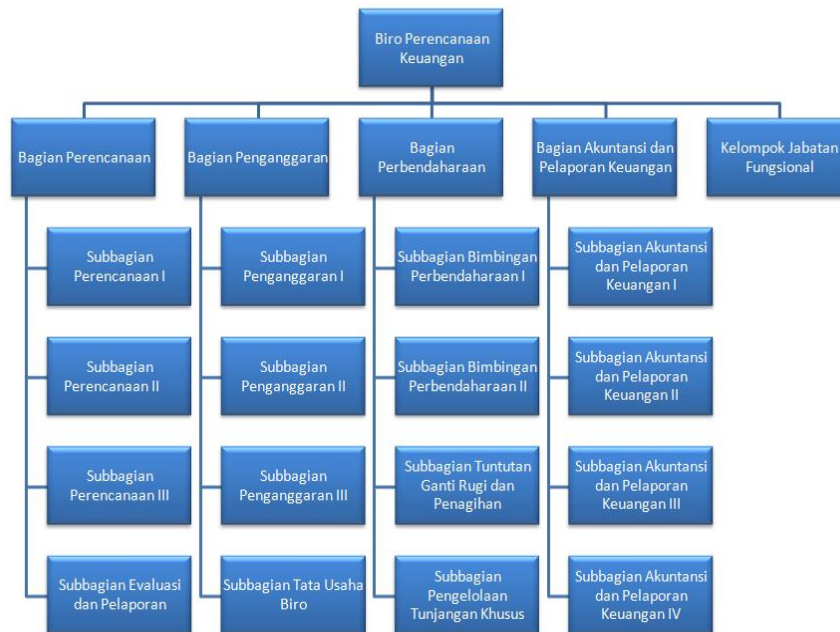 Biro Perencanaan
Keuangan
Bagian Perencanaan
Bagian Penganggaran
Bagian
Perbendaharaan
Bagian Akuntansi dan
Pelaporan Keuangan
Kelompok Jabatan
Fungsional
Subbagian
Perencanaan I
Subbagian
Penganggaran I
Subbagian Bimbingan
Perbendaharaan I
Subbagian Akuntansi
dan Pelaporan
Keuangan I
Subbagian
Perencanaan II
Subbagian
Penganggaran II
Subbagian Bimbingan
Perbendaharaan II
Subbagian Akuntansi
dan Pelaporan
Keuangan II
Subbagian
Perencanaan III
Subbagian
Penganggaran III
Subbagian Tuntutan
Ganti Rugi dan
Penagihan
Subbagian Akuntansi
dan Pelaporan
Keuangan III
Subbagian Evaluasi
dan Pelaporan
Subbagian Tata Usaha
Biro
Subbagian
Pengelolaan
Tunjangan Khusus
Subbagian Akuntansi
dan Pelaporan
Keuangan IV